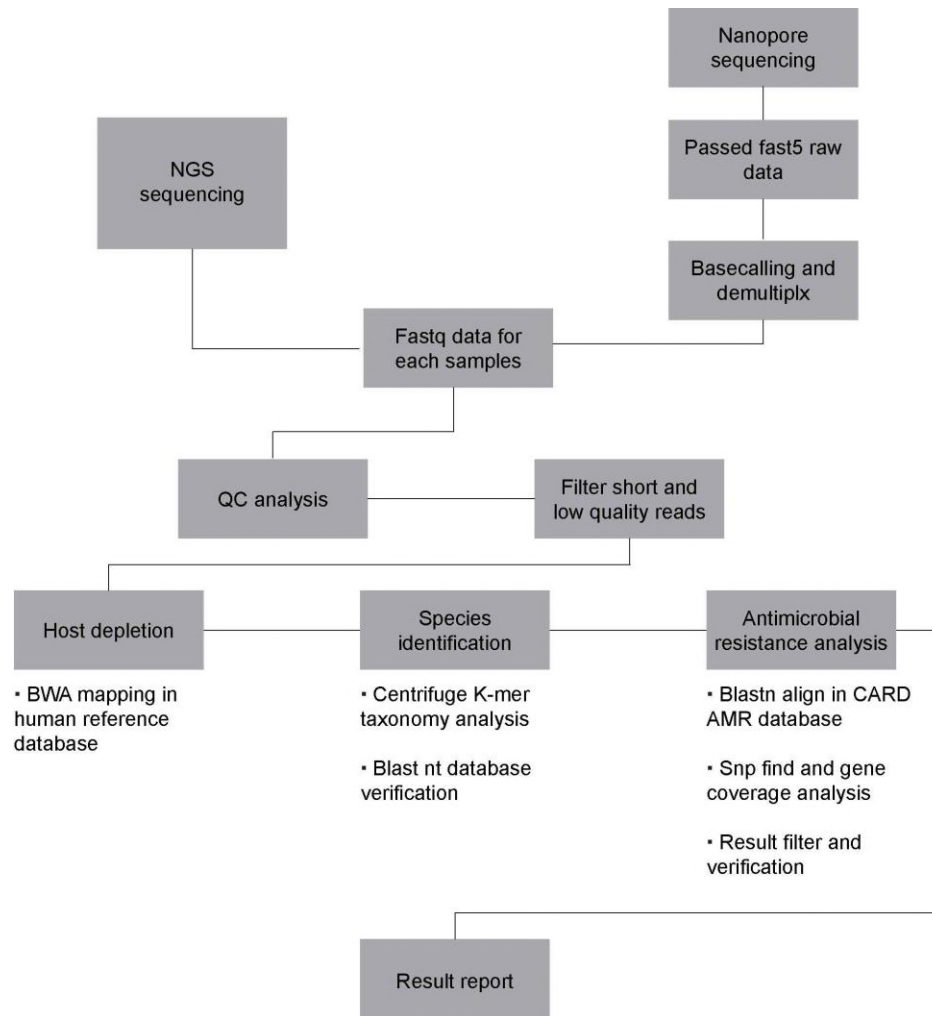 Nanopore
sequencing
NGS
sequencing
Passed fast5 raw
data
Basecalling and
demultiplx
Fastq data for
each samples
QC analysis
Filter short and
low quality reads
Host depletion
▪ BWA mapping in
human reference
database
Species
identification
▪ Centrifuge K-mer
taxonomy analysis
▪ Blast nt database
verification
Antimicrobial
resistance analysis
▪ Blastn align in CARD
AMR database
▪ Snp find and gene
coverage analysis
▪ Result filter and
verification
Result report